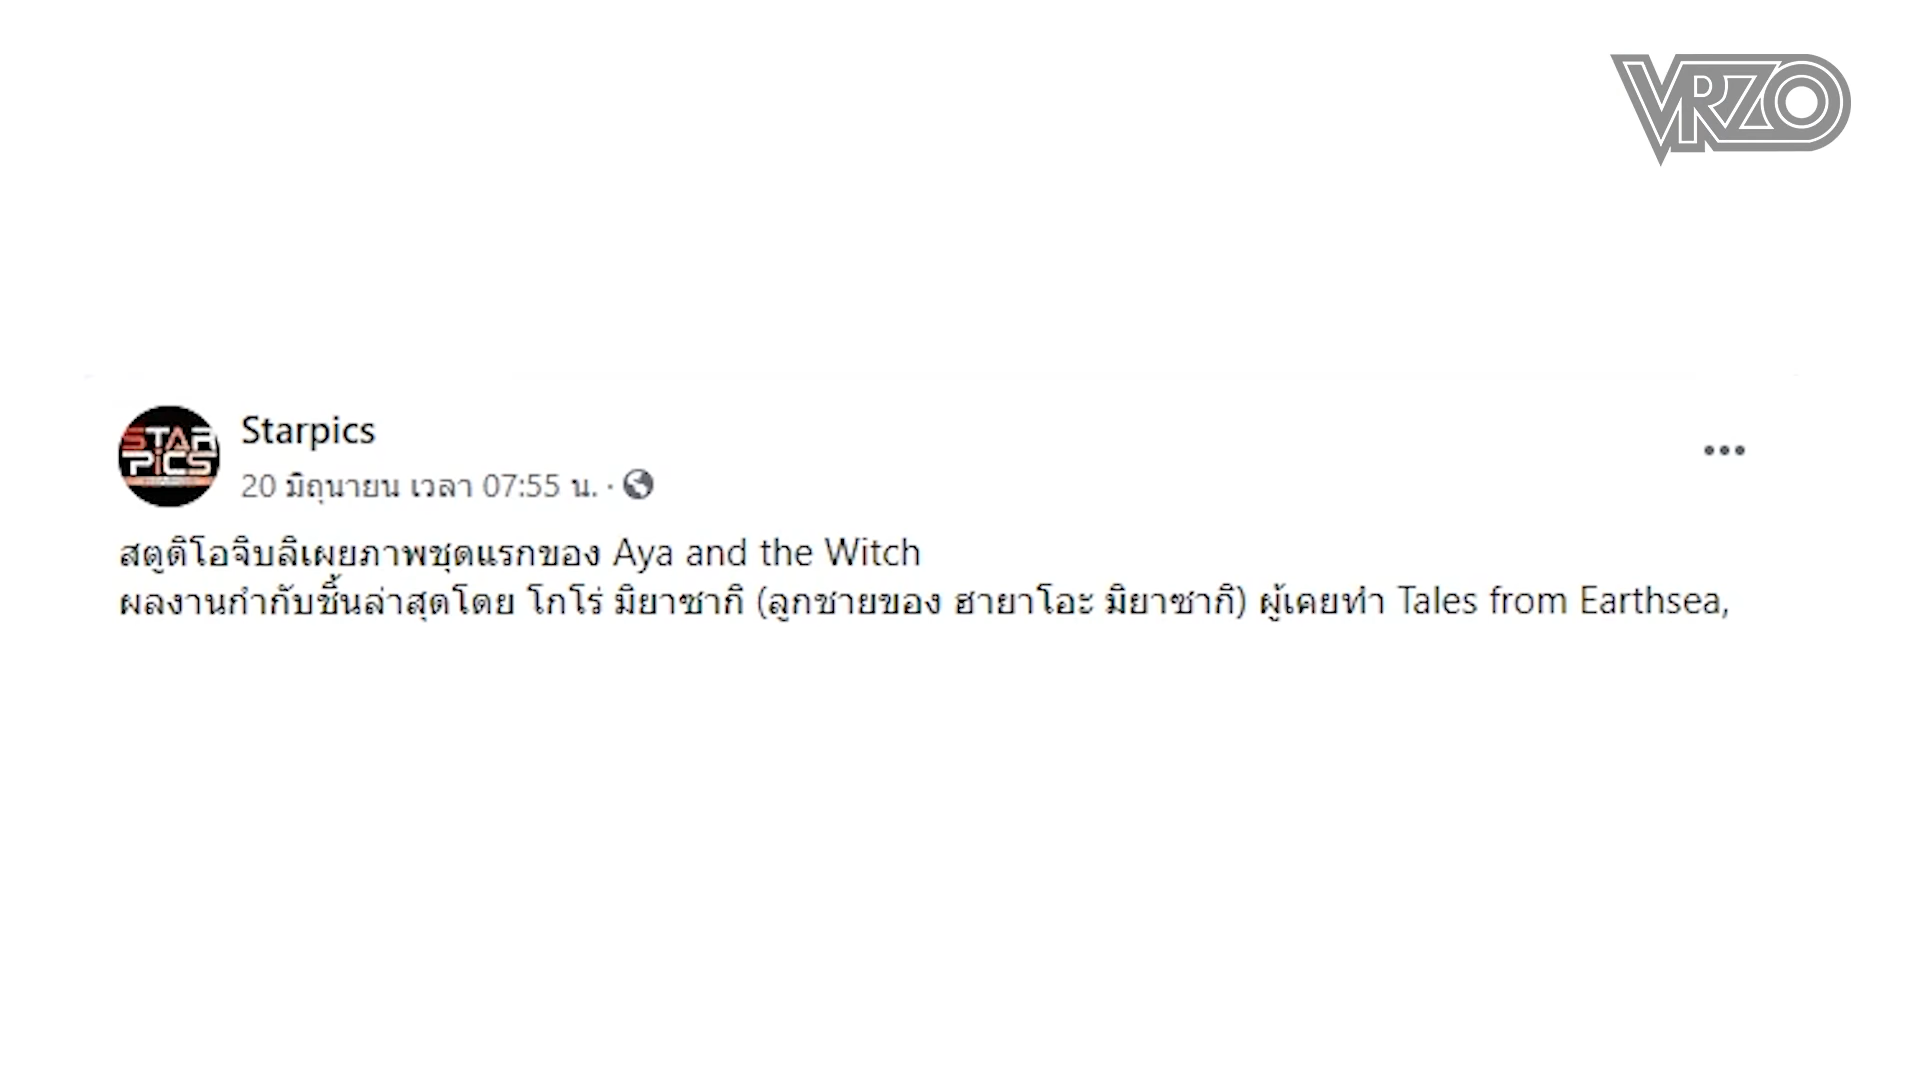 VRZO
STAR
PiCS
Starpics
20 มิถุนายน เวลา 07:55 น. ·
สตูดิโอจิบลิเผยภาพชุดแรกของ Aya and the Witch
ผลงานกำกับชิ้นล่าสุดโดย โกโร่ มิยาซากิ (ลูกชายของ ฮายาโอะ มิยาซากิ) ผู้เคยทำ Tales from Earthsea,